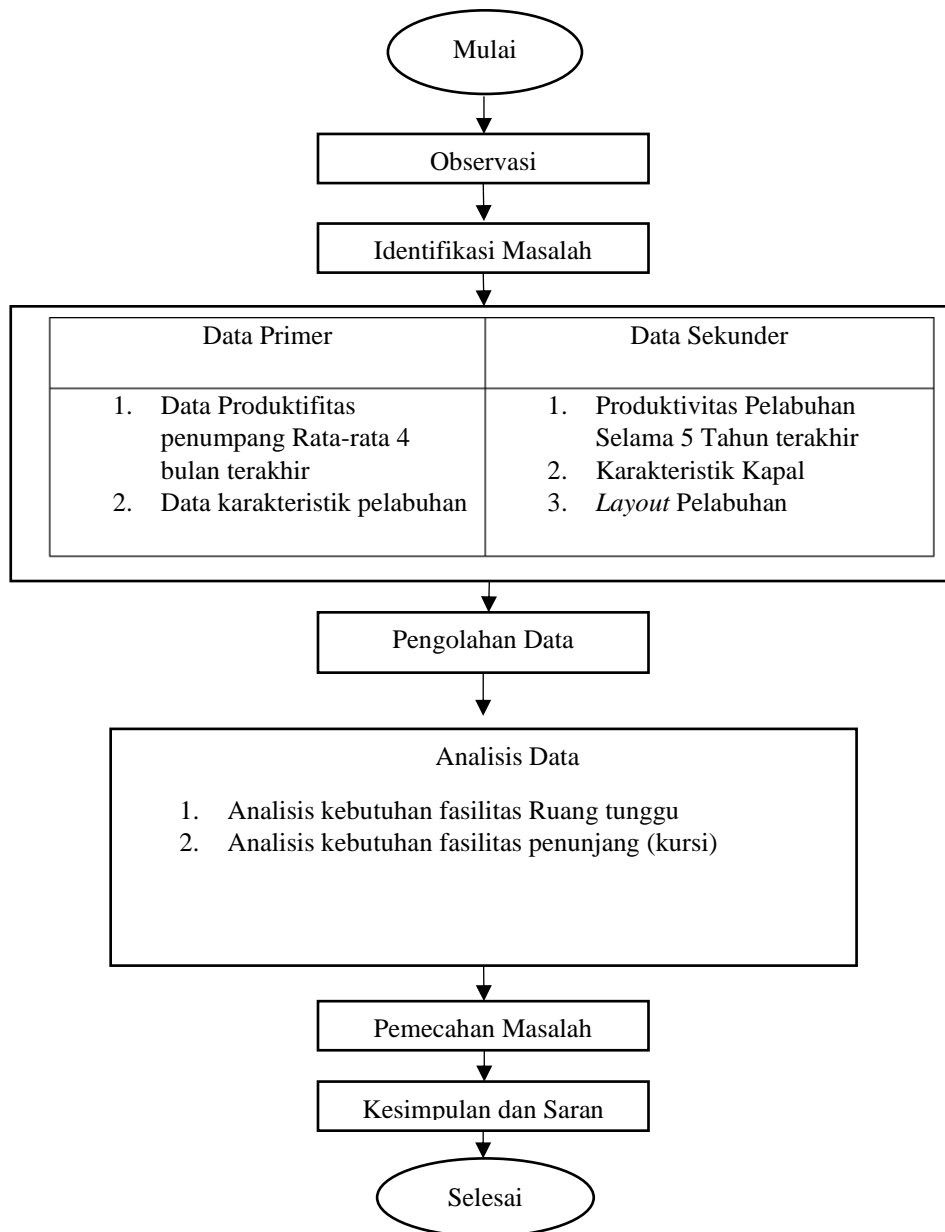 Mulai
Observasi
Identifikasi Masalah
Data Primer
1. Data Produktifitas
penumpang Rata-rata 4
bulan terakhir
2. Data karakteristik pelabuhan
Data Sekunder
1. Produktivitas Pelabuhan
Selama 5 Tahun terakhir
2. Karakteristik Kapal
3. Layout Pelabuhan
Pengolahan Data
Analisis Data
1. Analisis kebutuhan fasilitas Ruang tunggu
2. Analisis kebutuhan fasilitas penunjang (kursi)
Pemecahan Masalah
Kesimpulan dan Saran
Selesai